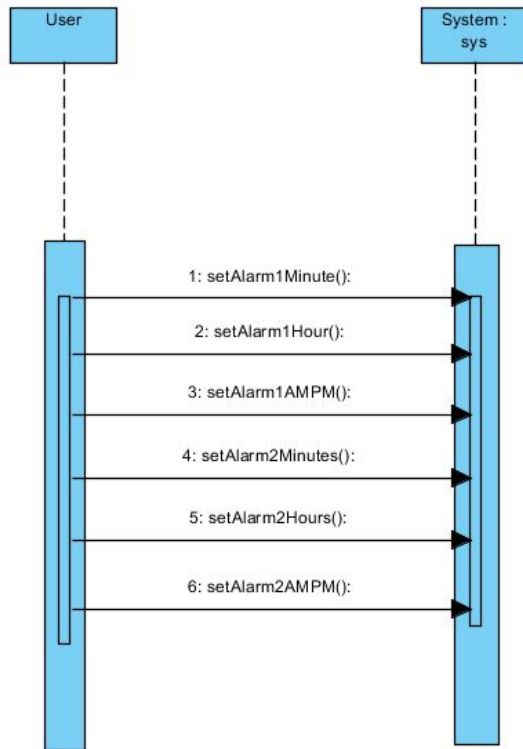 User
System :
sys
1: setAlarm1Minute():
2: setAlarm1Hour():
3: setAlarm1AMPM():
4: setAlarm2Minutes():
5: setAlarm2Hours():
6: setAlarm2AMPM():